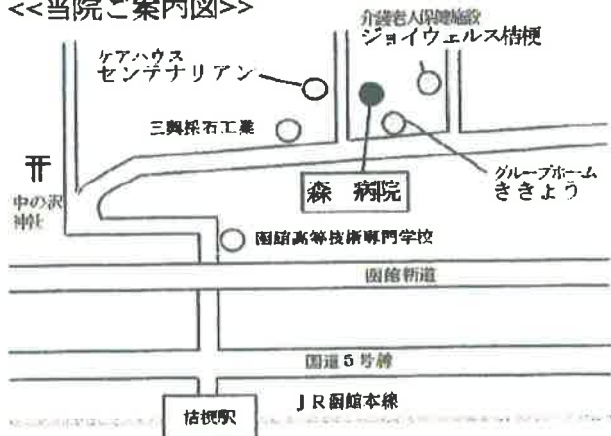 <<当院ご案内図>>
介護老人保健施設
ジョイウェルス桔梗
ケアハウス
センテナリアン
三興採石工業
中の沢
神社
森 病院
グループホーム
ききょう
函館高等技術専門学校
函館新道
国道5号線
桔梗駅
JR函館本線